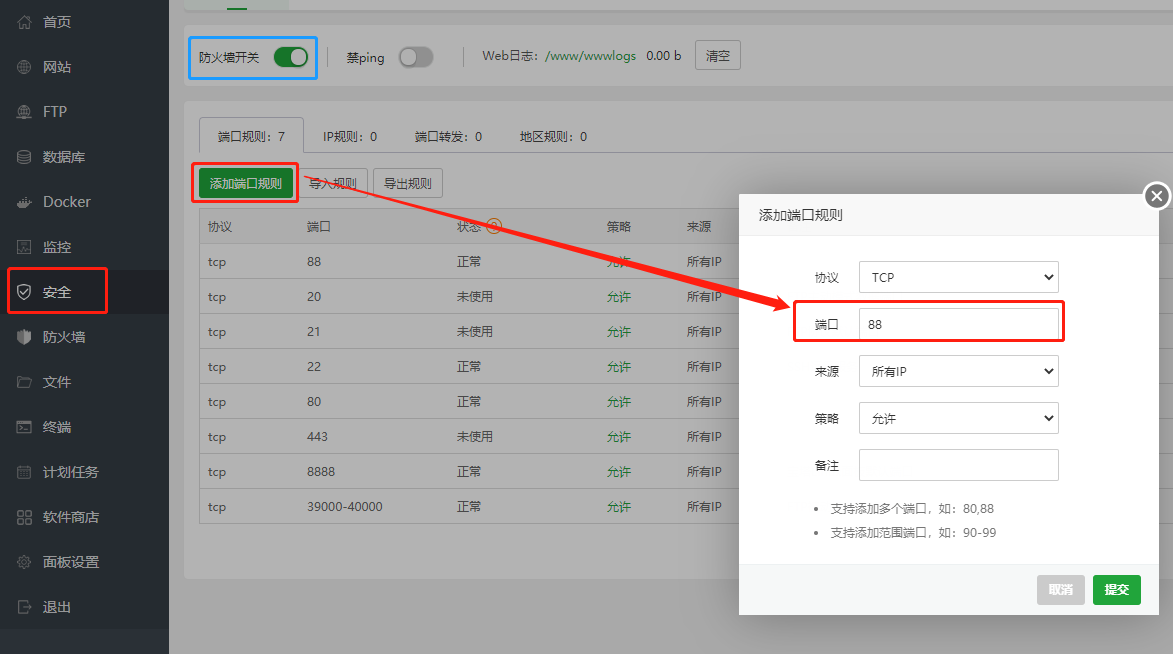 首页
网站
FTP
数据库
Docker
监控
安全
防火墙
文件
终端
计划任务
软件商店
面板设置
退出
防火墙开关 禁ping Web日志：/www/wwwlogs 0.00 b 清空
端口规则：7 IP规则：0 端口转发：0 地区规则：0
添加端口规则 导入规则 导出规则
协议 端口 状态 策略 来源
tcp 88 正常 允许 所有IP
tcp 20 未使用 允许 所有IP
tcp 21 未使用 允许 所有IP
tcp 22 正常 允许 所有IP
tcp 80 正常 允许 所有IP
tcp 443 未使用 允许 所有IP
tcp 8888 正常 允许 所有IP
tcp 39000-40000 正常 允许 所有IP
添加端口规则
协议 TCP
端口 88
来源 所有IP
策略 允许
备注
支持添加多个端口，如：80,88
支持添加范围端口，如：90-99
取消 提交